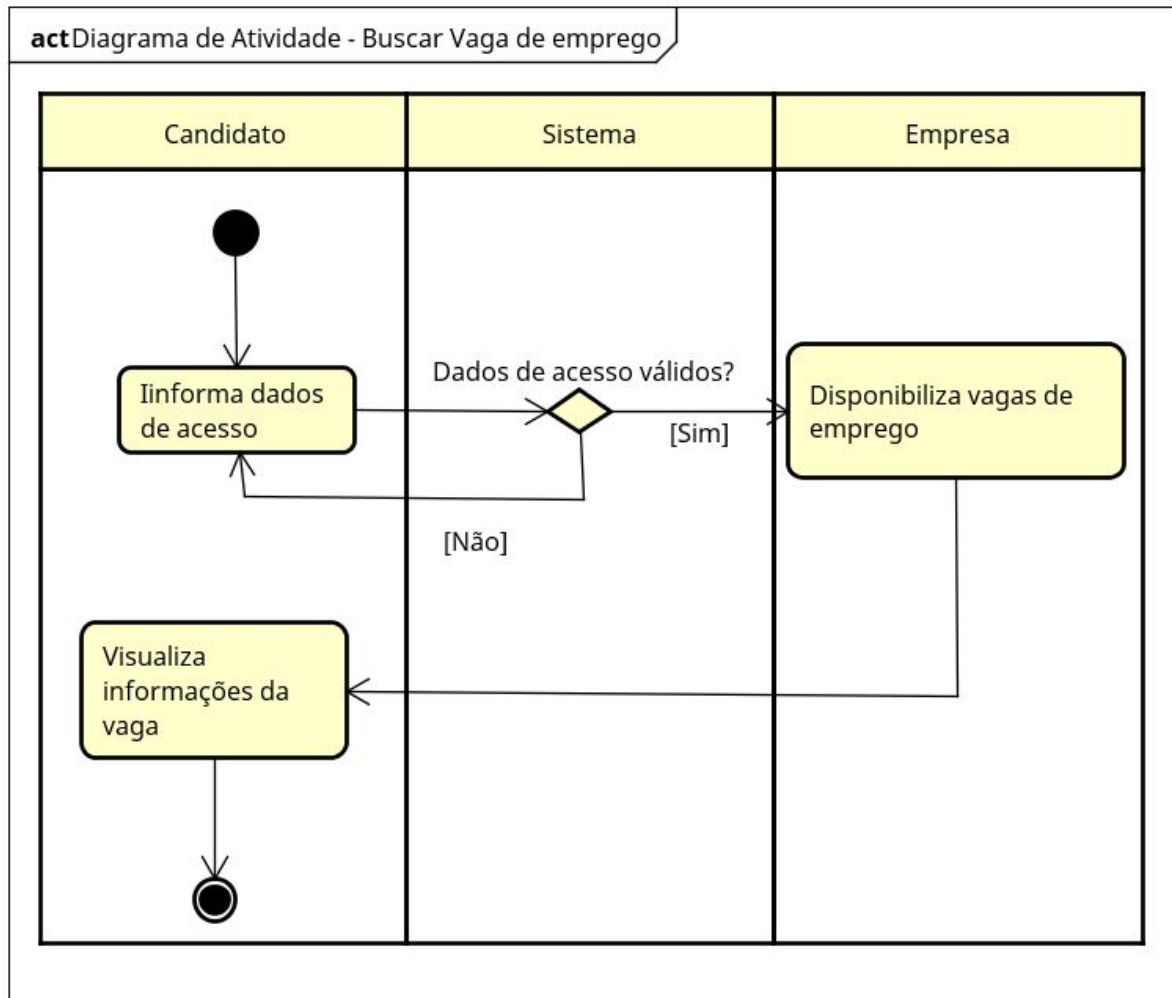 act Diagrama de Atividade - Buscar Vaga de emprego
Candidato
Sistema
Empresa
Dados de acesso válidos?
Iinforma dados
de acesso
[Sim]
Disponibiliza vagas de
emprego
[Não]
Visualiza
informações da
vaga